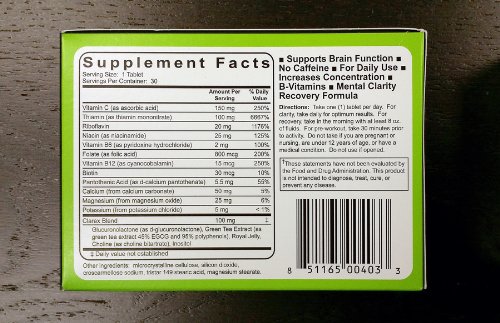 Supplement Facts
Serving Size: 1 Tablet
Servings Per Container: 30
Amount Per Serving % Daily Value
Vitamin C (as ascorbic acid) 150 mg 250%
Thiamin (as thiamin mononitrate) 100 mg 6667%
Riboflavin 20 mg 1176%
Niacin (as niacinamide) 25 mg 125%
Vitamin B6 (as pyridoxine hydrochloride) 2 mg 100%
Folate (as folic acid) 800 mcg 200%
Vitamin B12 (as cyanocobalamin) 15 mcg 250%
Biotin 30 mcg 10%
Pantothenic Acid (as d-calcium pantothenate) 5.5 mg 55%
Calcium (from calcium carbonate) 50 mg 5%
Magnesium (from magnesium oxide) 25 mg 6%
Potassium (from potassium chloride) 5 mg < 1%
Blend 100 mg ‡
Glucuronolactone (as d-glucuronolactone), Green Tea Extract (as
green tea extract 45% EGCG and 95% polyphenols), Royal Jelly,
Choline (as choline bitartrate), Inositol
‡ Daily value not established
Other Ingredients: microcrystalline cellulose, silicon dioxide,
croscarmellose sodium, tristar 149 stearic acid, magnesium stearate.
■ Supports Brain Function ■
No Caffeine ■ For Daily Use ■
Increases Concentration ■
B-Vitamins ■ Mental Clarity
Recovery Formula
Directions: Take one (1) tablet per day. For
clarity, take daily for optimum results. For
recovery, take in the morning with at least 8 oz.
of fluids. For pre-workout, take 30 minutes prior
to activity. Do not take if you are pregnant or
nursing, are under 12 years of age, or have a
medical condition. Do not use if opened.
‡These statements have not been evaluated by
the Food and Drug Administration. This product
is not intended to diagnose, treat, cure, or
prevent any disease.
8 51165 00403 3